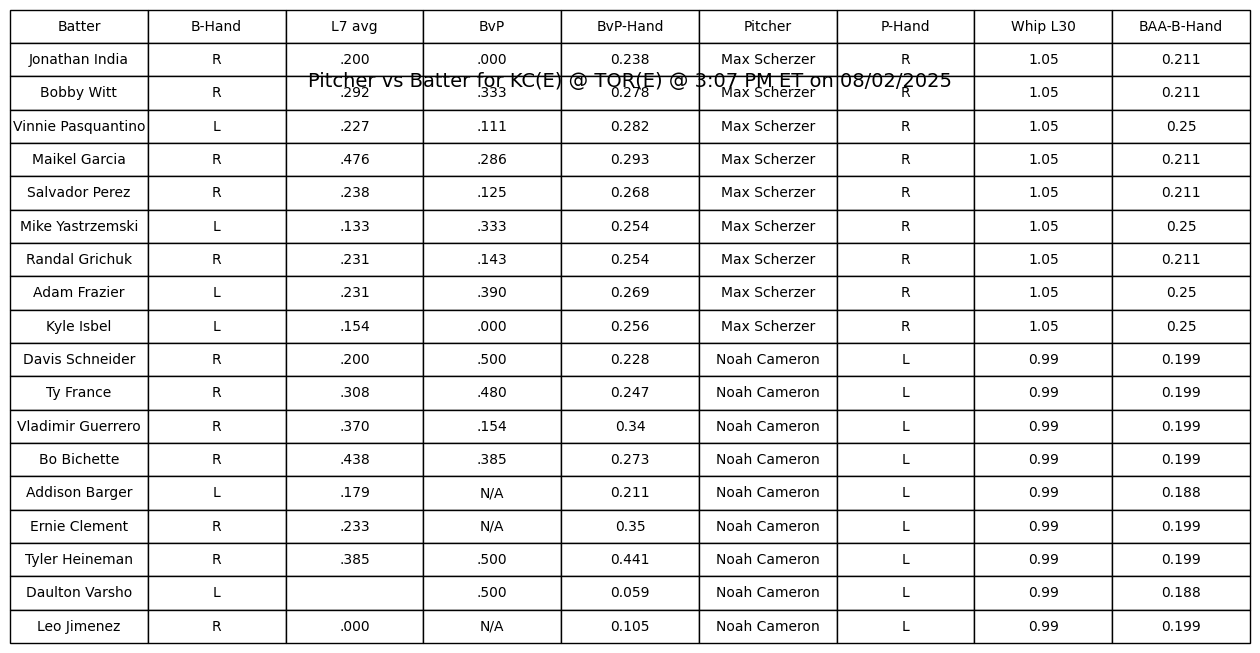 Batter B-Hand L7 avg BvP BvP-Hand Pitcher P-Hand Whip L30 BAA-B-Hand
Jonathan India R .200 .000 0.238 Max Scherzer R 1.05 0.211
Pitcher vs Batter for KC(E) @ TOR(E) @ 3:07 PM ET on 08/02/2025
Bobby Witt R .292 .333 0.278 Max Scherzer R 1.05 0.211
Vinnie Pasquantino L .227 .111 0.282 Max Scherzer R 1.05 0.25
Maikel Garcia R .476 .286 0.293 Max Scherzer R 1.05 0.211
Salvador Perez R .238 .125 0.268 Max Scherzer R 1.05 0.211
Mike Yastrzemski L .133 .333 0.254 Max Scherzer R 1.05 0.25
Randal Grichuk R .231 .143 0.254 Max Scherzer R 1.05 0.211
Adam Frazier L .231 .390 0.269 Max Scherzer R 1.05 0.25
Kyle Isbel L .154 .000 0.256 Max Scherzer R 1.05 0.25
Davis Schneider R .200 .500 0.228 Noah Cameron L 0.99 0.199
Ty France R .308 .480 0.247 Noah Cameron L 0.99 0.199
Vladimir Guerrero R .370 .154 0.34 Noah Cameron L 0.99 0.199
Bo Bichette R .438 .385 0.273 Noah Cameron L 0.99 0.199
Addison Barger L .179 N/A 0.211 Noah Cameron L 0.99 0.188
Ernie Clement R .233 N/A 0.35 Noah Cameron L 0.99 0.199
Tyler Heineman R .385 .500 0.441 Noah Cameron L 0.99 0.199
Daulton Varsho L .500 0.059 Noah Cameron L 0.99 0.188
Leo Jimenez R .000 N/A 0.105 Noah Cameron L 0.99 0.199